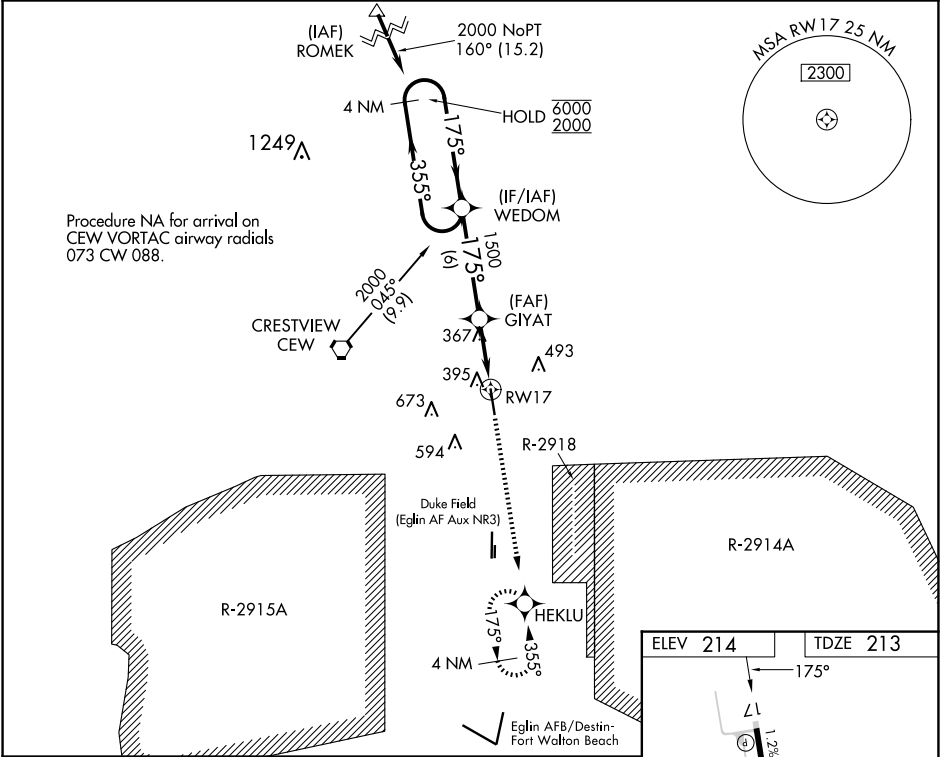 (IAF)
ROMEK
2000 NoPT
160° (15.2)
MSA RW17 25 NM
2300
4 NM
HOLD 6000
2000
175°
355°
1249
(IF/IAF)
WEDOM
Procedure NA for arrival on
CEW VORTAC airway radials
073 CW 088.
1500
175°
(6)
2000
045°
(9.9)
(FAF)
GIYAT
CRESTVIEW
CEW
367
493
395
RW17
673
594
R-2918
Duke Field
(Eglin AF Aux NR3)
R-2914A
R-2915A
HEKLU
175°
355°
4 NM
ELEV 214
TDZE 213
175°
17
P
1.2%
Eglin AFB/Destin-
Fort Walton Beach